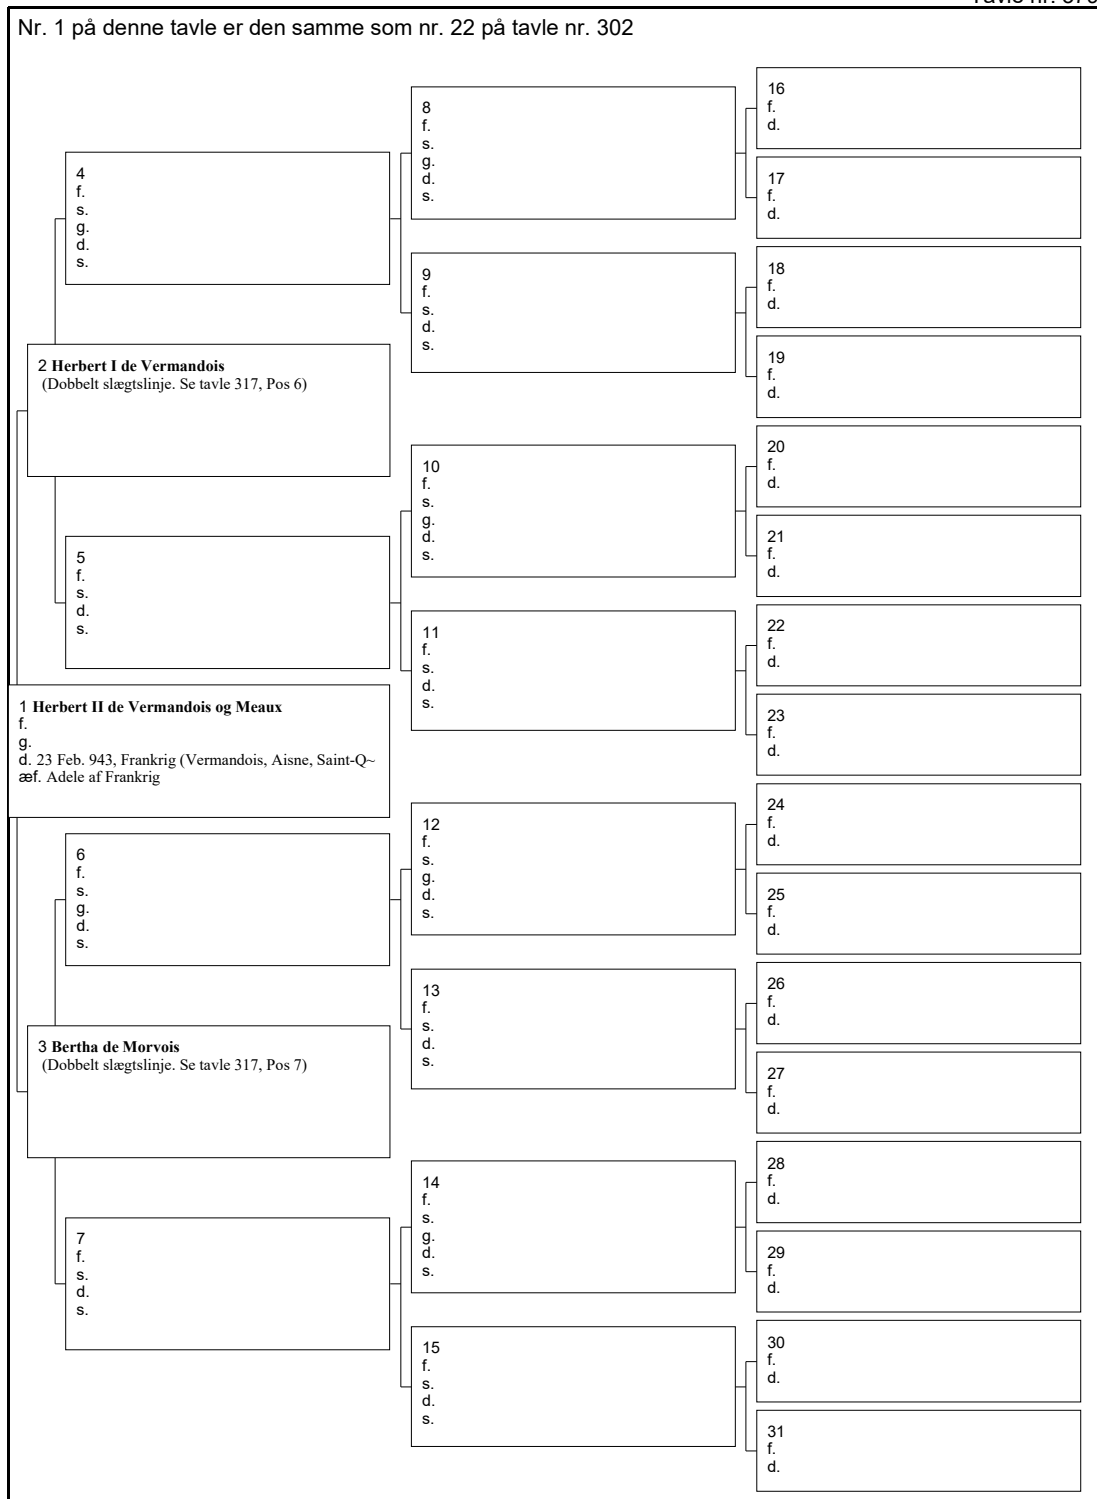 Nr. 1 på denne tavle er den samme som nr. 22 på tavle nr. 302
16
f.
d.
8
f.
s.
g.
d.
s.
17
f.
d.
4
f.
s.
g.
d.
s.
18
f.
d.
9
f.
s.
d.
s.
19
f.
d.
2 Herbert I de Vermandois
(Dobbelt slægtslinje. Se tavle 317, Pos 6)
20
f.
d.
10
f.
s.
g.
d.
s.
21
f.
d.
5
f.
s.
d.
s.
22
f.
d.
11
f.
s.
d.
s.
23
f.
d.
1 Herbert II de Vermandois og Meaux
f.
g.
d. 23 Feb. 943, Frankrig (Vermandois, Aisne, Saint-Q~
æf. Adele af Frankrig
24
f.
d.
12
f.
s.
g.
d.
s.
25
f.
d.
6
f.
s.
g.
d.
s.
26
f.
d.
13
f.
s.
d.
s.
27
f.
d.
3 Bertha de Morvois
(Dobbelt slægtslinje. Se tavle 317, Pos 7)
28
f.
d.
14
f.
s.
g.
d.
s.
29
f.
d.
7
f.
s.
d.
s.
30
f.
d.
15
f.
s.
d.
s.
31
f.
d.